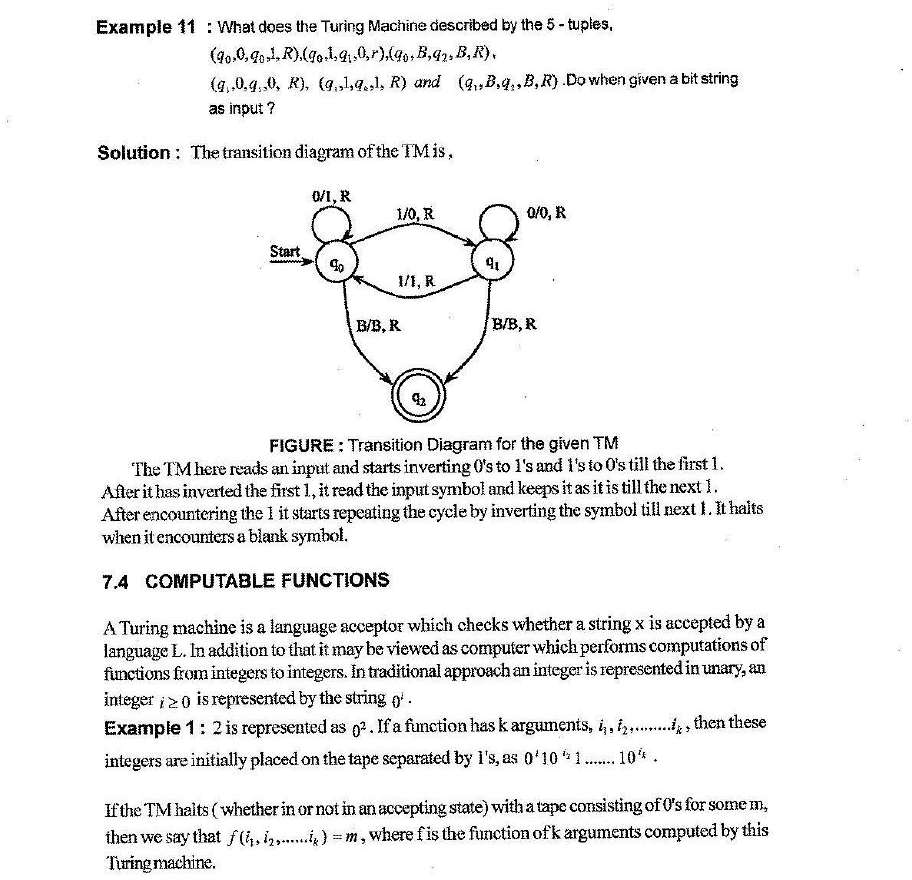 Example 11 : What does the Turing Machine described by the 5 - tuples,
(q₀,0,q₀,1,R),(q₀,1,q₁,0,r),(q₀,B,q₂,B,R),
(q₁,0,q₁,0, R), (q₁,1,q₀,1, R) and (q₁,B,q₂,B,R) .Do when given a bit string
as input ?
Solution : The transition diagram of the TM is ,
0/1, R
1/0, R
0/0, R
Start
q₀
q₁
1/1, R
B/B, R
B/B, R
q₂
FIGURE : Transition Diagram for the given TM
The TM here reads an input and starts inverting 0's to 1's and 1's to 0's till the first 1.
After it has inverted the first 1, it read the input symbol and keeps it as it is till the next 1.
After encountering the 1 it starts repeating the cycle by inverting the symbol till next 1. It halts
when it encounters a blank symbol.
7.4 COMPUTABLE FUNCTIONS
A Turing machine is a language acceptor which checks whether a string x is accepted by a
language L. In addition to that it may be viewed as computer which performs computations of
functions from integers to integers. In traditional approach an integer is represented in unary, an
integer i ≥ 0 is represented by the string 0ⁱ .
Example 1 : 2 is represented as 0² . If a function has k arguments, i₁, i₂,.........iₖ , then these
integers are initially placed on the tape separated by 1's, as 0ⁱ10ⁱ²1.......10ⁱᵏ .
If the TM halts ( whether in or not in an accepting state) with a tape consisting of 0's for some m,
then we say that f (i₁, i₂,......iₖ ) = m , where f is the function of k arguments computed by this
Turing machine.